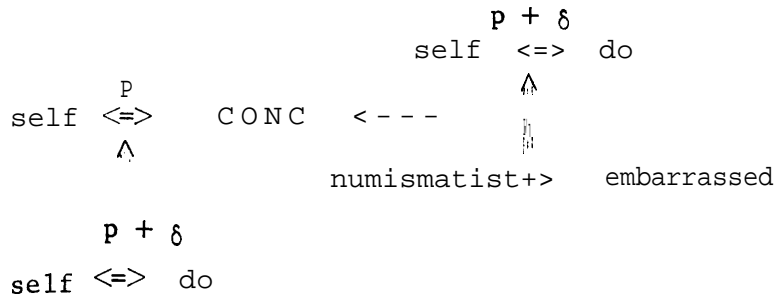 p + δ
self <=> do
p
self <=> CONC <---
numismatist+> embarrassed
p + δ
self <=> do